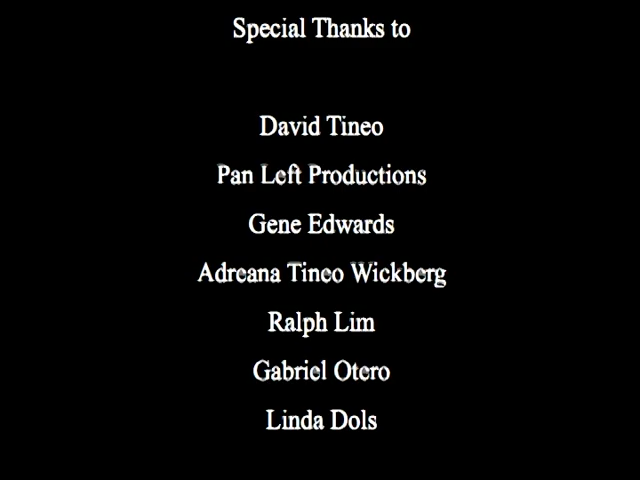 Special Thanks to
David Tineo
Pan Left Productions
Gene Edwards
Adreana Tineo Wickberg
Ralph Lim
Gabriel Otero
Linda Dols